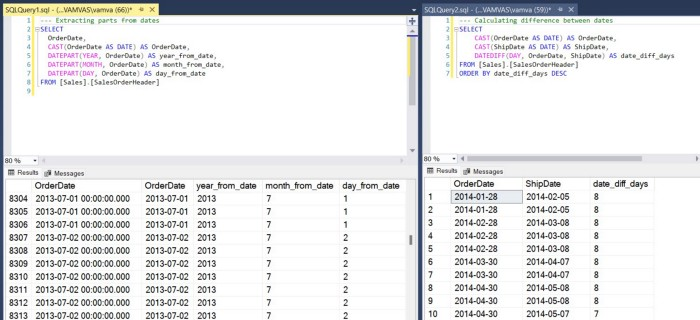 SQLQuery1.sql - (...VAMVAS\vamva (66))*
--- Extracting parts from dates
1
2 SELECT
3 OrderDate,
4 CAST(OrderDate AS DATE) AS OrderDate,
5 DATEPART(YEAR, OrderDate) AS year_from_date,
6 DATEPART(MONTH, OrderDate) AS month_from_date,
7 DATEPART(DAY, OrderDate) AS day_from_date
8 FROM [Sales].[SalesOrderHeader]
9
80 %
Results Messages
OrderDate OrderDate year_from_date month_from_date day_from_date
8304 2013-07-01 00:00:00.000 2013-07-01 2013 7 1
8305 2013-07-01 00:00:00.000 2013-07-01 2013 7 1
8306 2013-07-01 00:00:00.000 2013-07-01 2013 7 1
8307 2013-07-02 00:00:00.000 2013-07-02 2013 7 2
8308 2013-07-02 00:00:00.000 2013-07-02 2013 7 2
8309 2013-07-02 00:00:00.000 2013-07-02 2013 7 2
8310 2013-07-02 00:00:00.000 2013-07-02 2013 7 2
8311 2013-07-02 00:00:00.000 2013-07-02 2013 7 2
8312 2013-07-02 00:00:00.000 2013-07-02 2013 7 2
8313 2013-07-02 00:00:00.000 2013-07-02 2013 7 2
SQLQuery2.sql - (...VAMVAS\vamva (59))*
1 --- Calculating difference between dates
2 SELECT
3 CAST(OrderDate AS DATE) AS OrderDate,
4 CAST(ShipDate AS DATE) AS ShipDate,
5 DATEDIFF(DAY, OrderDate, ShipDate) AS date_diff_days
6 FROM [Sales].[SalesOrderHeader]
7 ORDER BY date_diff_days DESC
80 %
Results Messages
OrderDate ShipDate date_diff_days
1 2014-01-28 2014-02-05 8
2 2014-01-28 2014-02-05 8
3 2014-02-28 2014-03-08 8
4 2014-02-28 2014-03-08 8
5 2014-02-28 2014-03-08 8
6 2014-03-30 2014-04-07 8
7 2014-03-30 2014-04-07 8
8 2014-04-30 2014-05-08 8
9 2014-04-30 2014-05-08 8
10 2014-04-30 2014-05-07 7